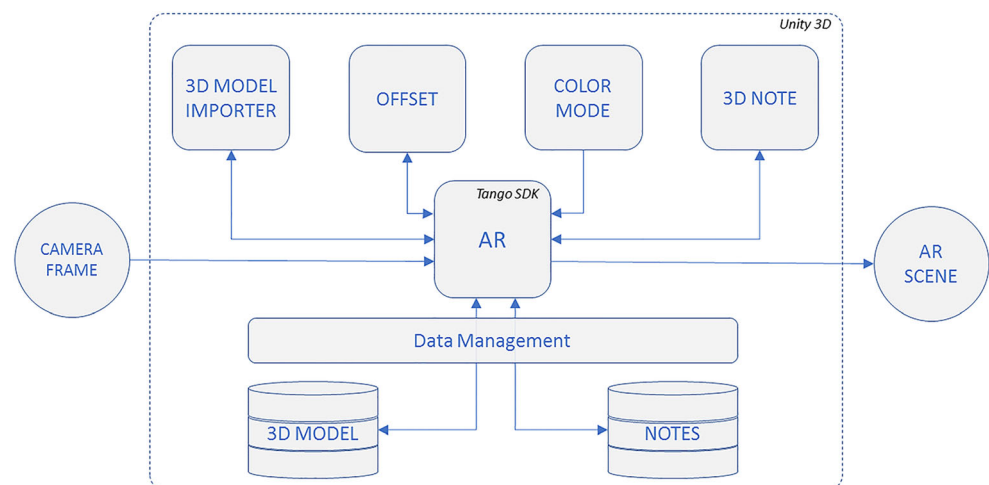 Unity 3D
3D MODEL
IMPORTER
OFFSET
COLOR
MODE
3D NOTE
Tango SDK
AR
CAMERA
FRAME
AR
SCENE
Data Management
3D MODEL
NOTES